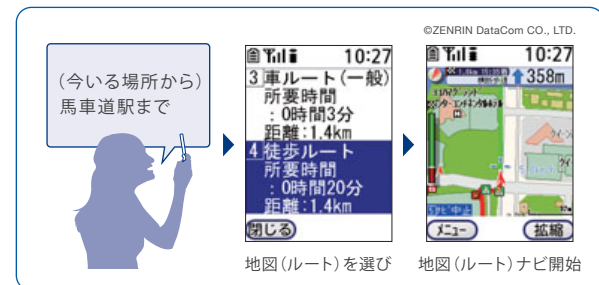 ©ZENRIN DataCom CO., LTD.
(今いる場所から)
馬車道駅まで
10:27
3 車ルート(一般)
所要時間
:0時間3分
距離:1.4km
4 徒歩ルート
所要時間
:0時間20分
距離:1.4km
閉じる
地図(ルート)を選び
10:27
358m
メニュー
拡縮
地図(ルート)ナビ開始